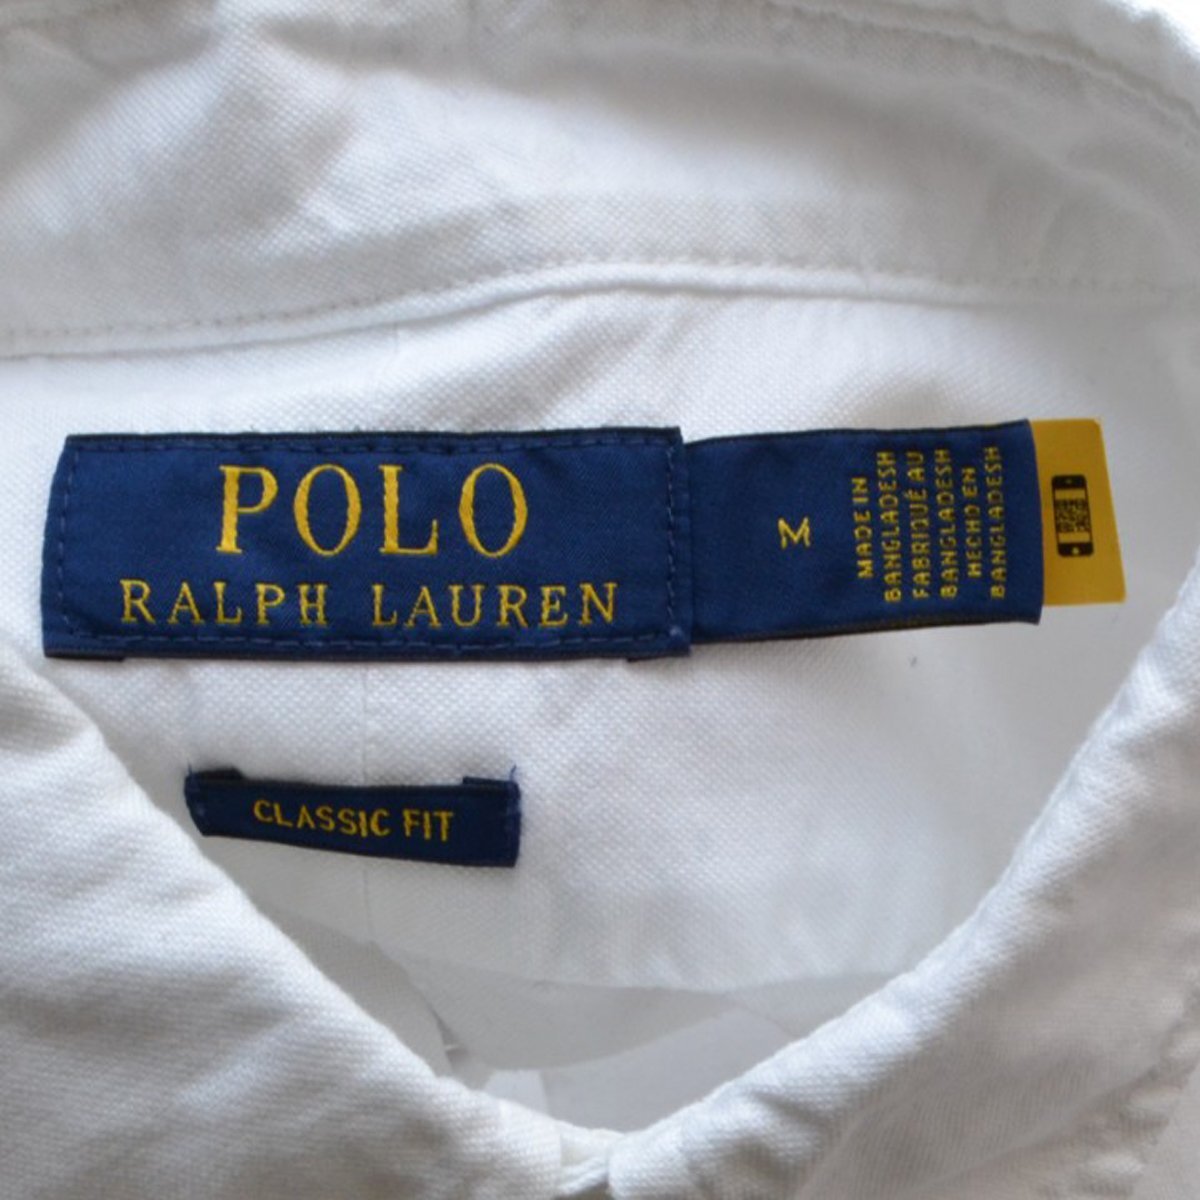 POLO
RALPH LAUREN
M
MADE IN
BANGLADESH
FABRIQUÉ AU
BANGLADESH
HECHO EN
BANGLADESH
CLASSIC FIT